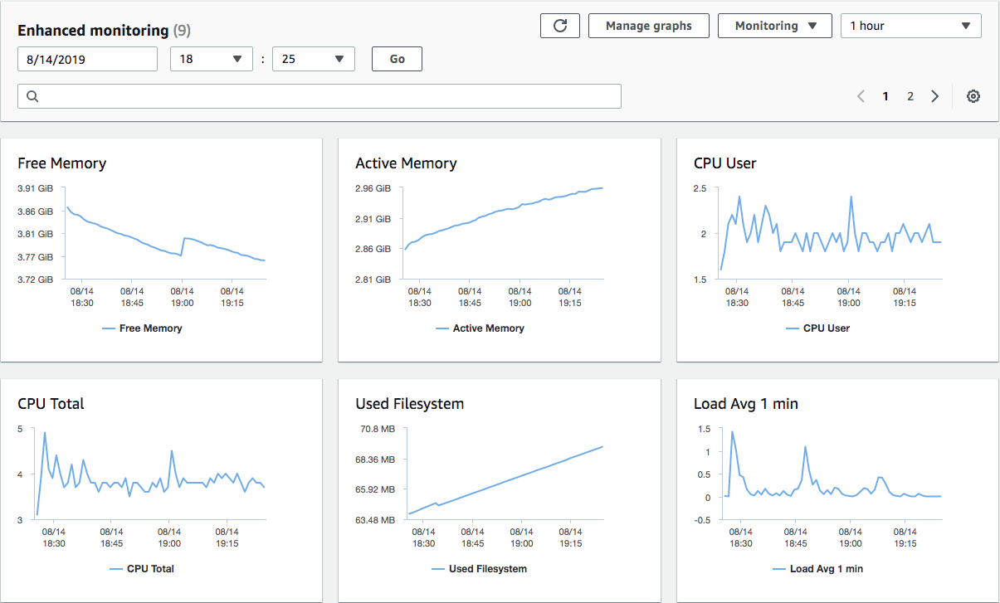 Enhanced monitoring (9)
Manage graphs
Monitoring
1 hour
8/14/2019
18
:
25
Go
1
2
Free Memory
3.91 GiB
3.86 GiB
3.81 GiB
3.77 GiB
3.72 GiB
08/14 08/14 08/14 08/14
18:30 18:45 19:00 19:15
Free Memory
Active Memory
2.96 GiB
2.91 GiB
2.86 GiB
2.81 GiB
08/14 08/14 08/14 08/14
18:30 18:45 19:00 19:15
Active Memory
CPU User
2.5
2
1.5
08/14 08/14 08/14 08/14
18:30 18:45 19:00 19:15
CPU User
CPU Total
5
4
3
08/14 08/14 08/14 08/14
18:30 18:45 19:00 19:15
CPU Total
Used Filesystem
70.8 MB
68.36 MB
65.92 MB
63.48 MB
08/14 08/14 08/14 08/14
18:30 18:45 19:00 19:15
Used Filesystem
Load Avg 1 min
1.5
1
0.5
0
-0.5
08/14 08/14 08/14 08/14
18:30 18:45 19:00 19:15
Load Avg 1 min